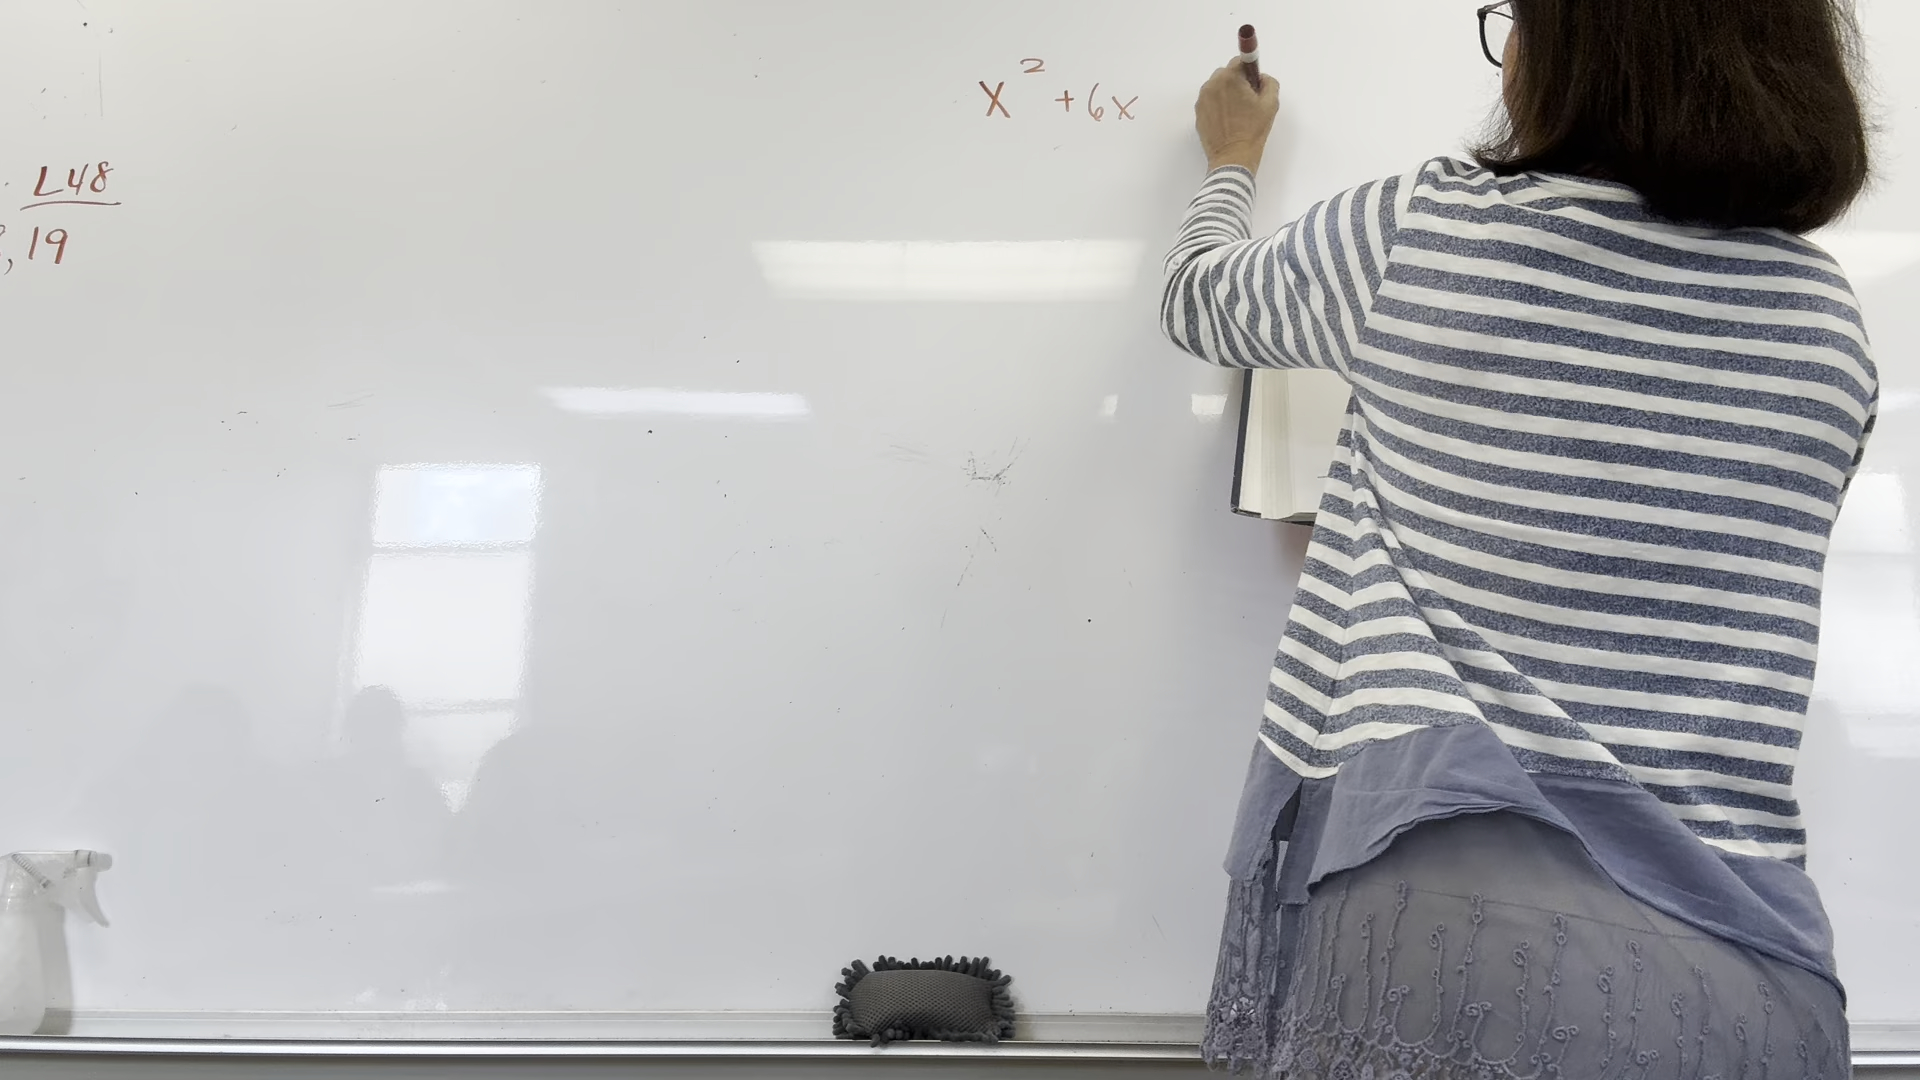 x² + 6x
L48
, 19